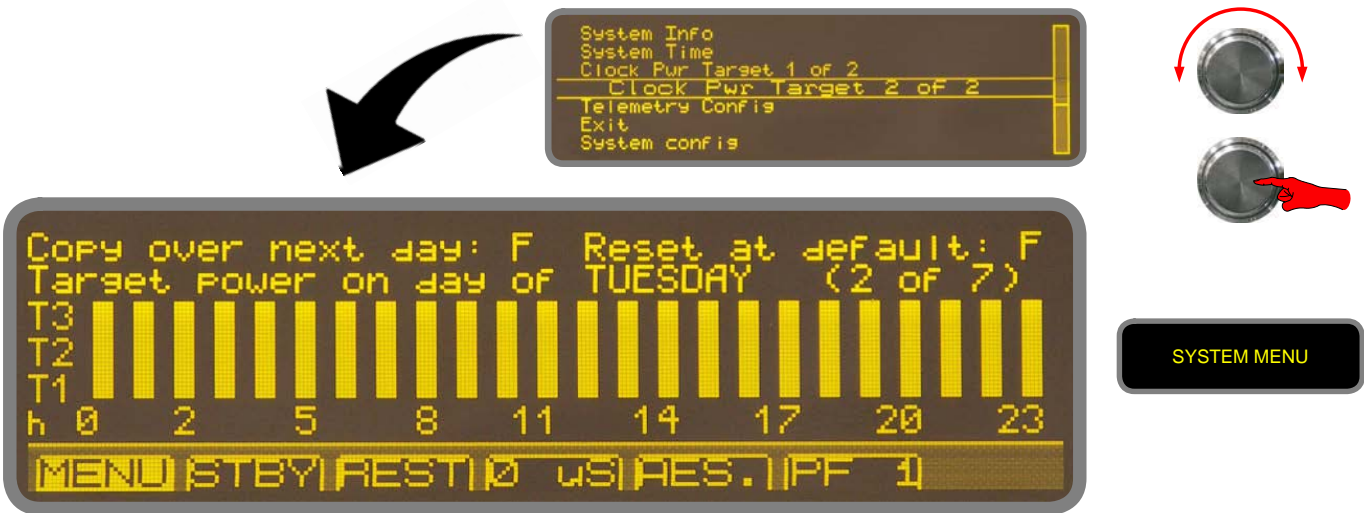 System Info
System Time
Clock Pwr Target 1 of 2
Clock Pwr Target 2 of 2
Telemetry Config
Exit
System config
Copy over next day: F Reset at default: F
Target power on day of TUESDAY (2 of 7)
T3
T2
T1
h 0 2 5 8 11 14 17 20 23
SYSTEM MENU
MENU STBY REST 0 uS AES. PF 1